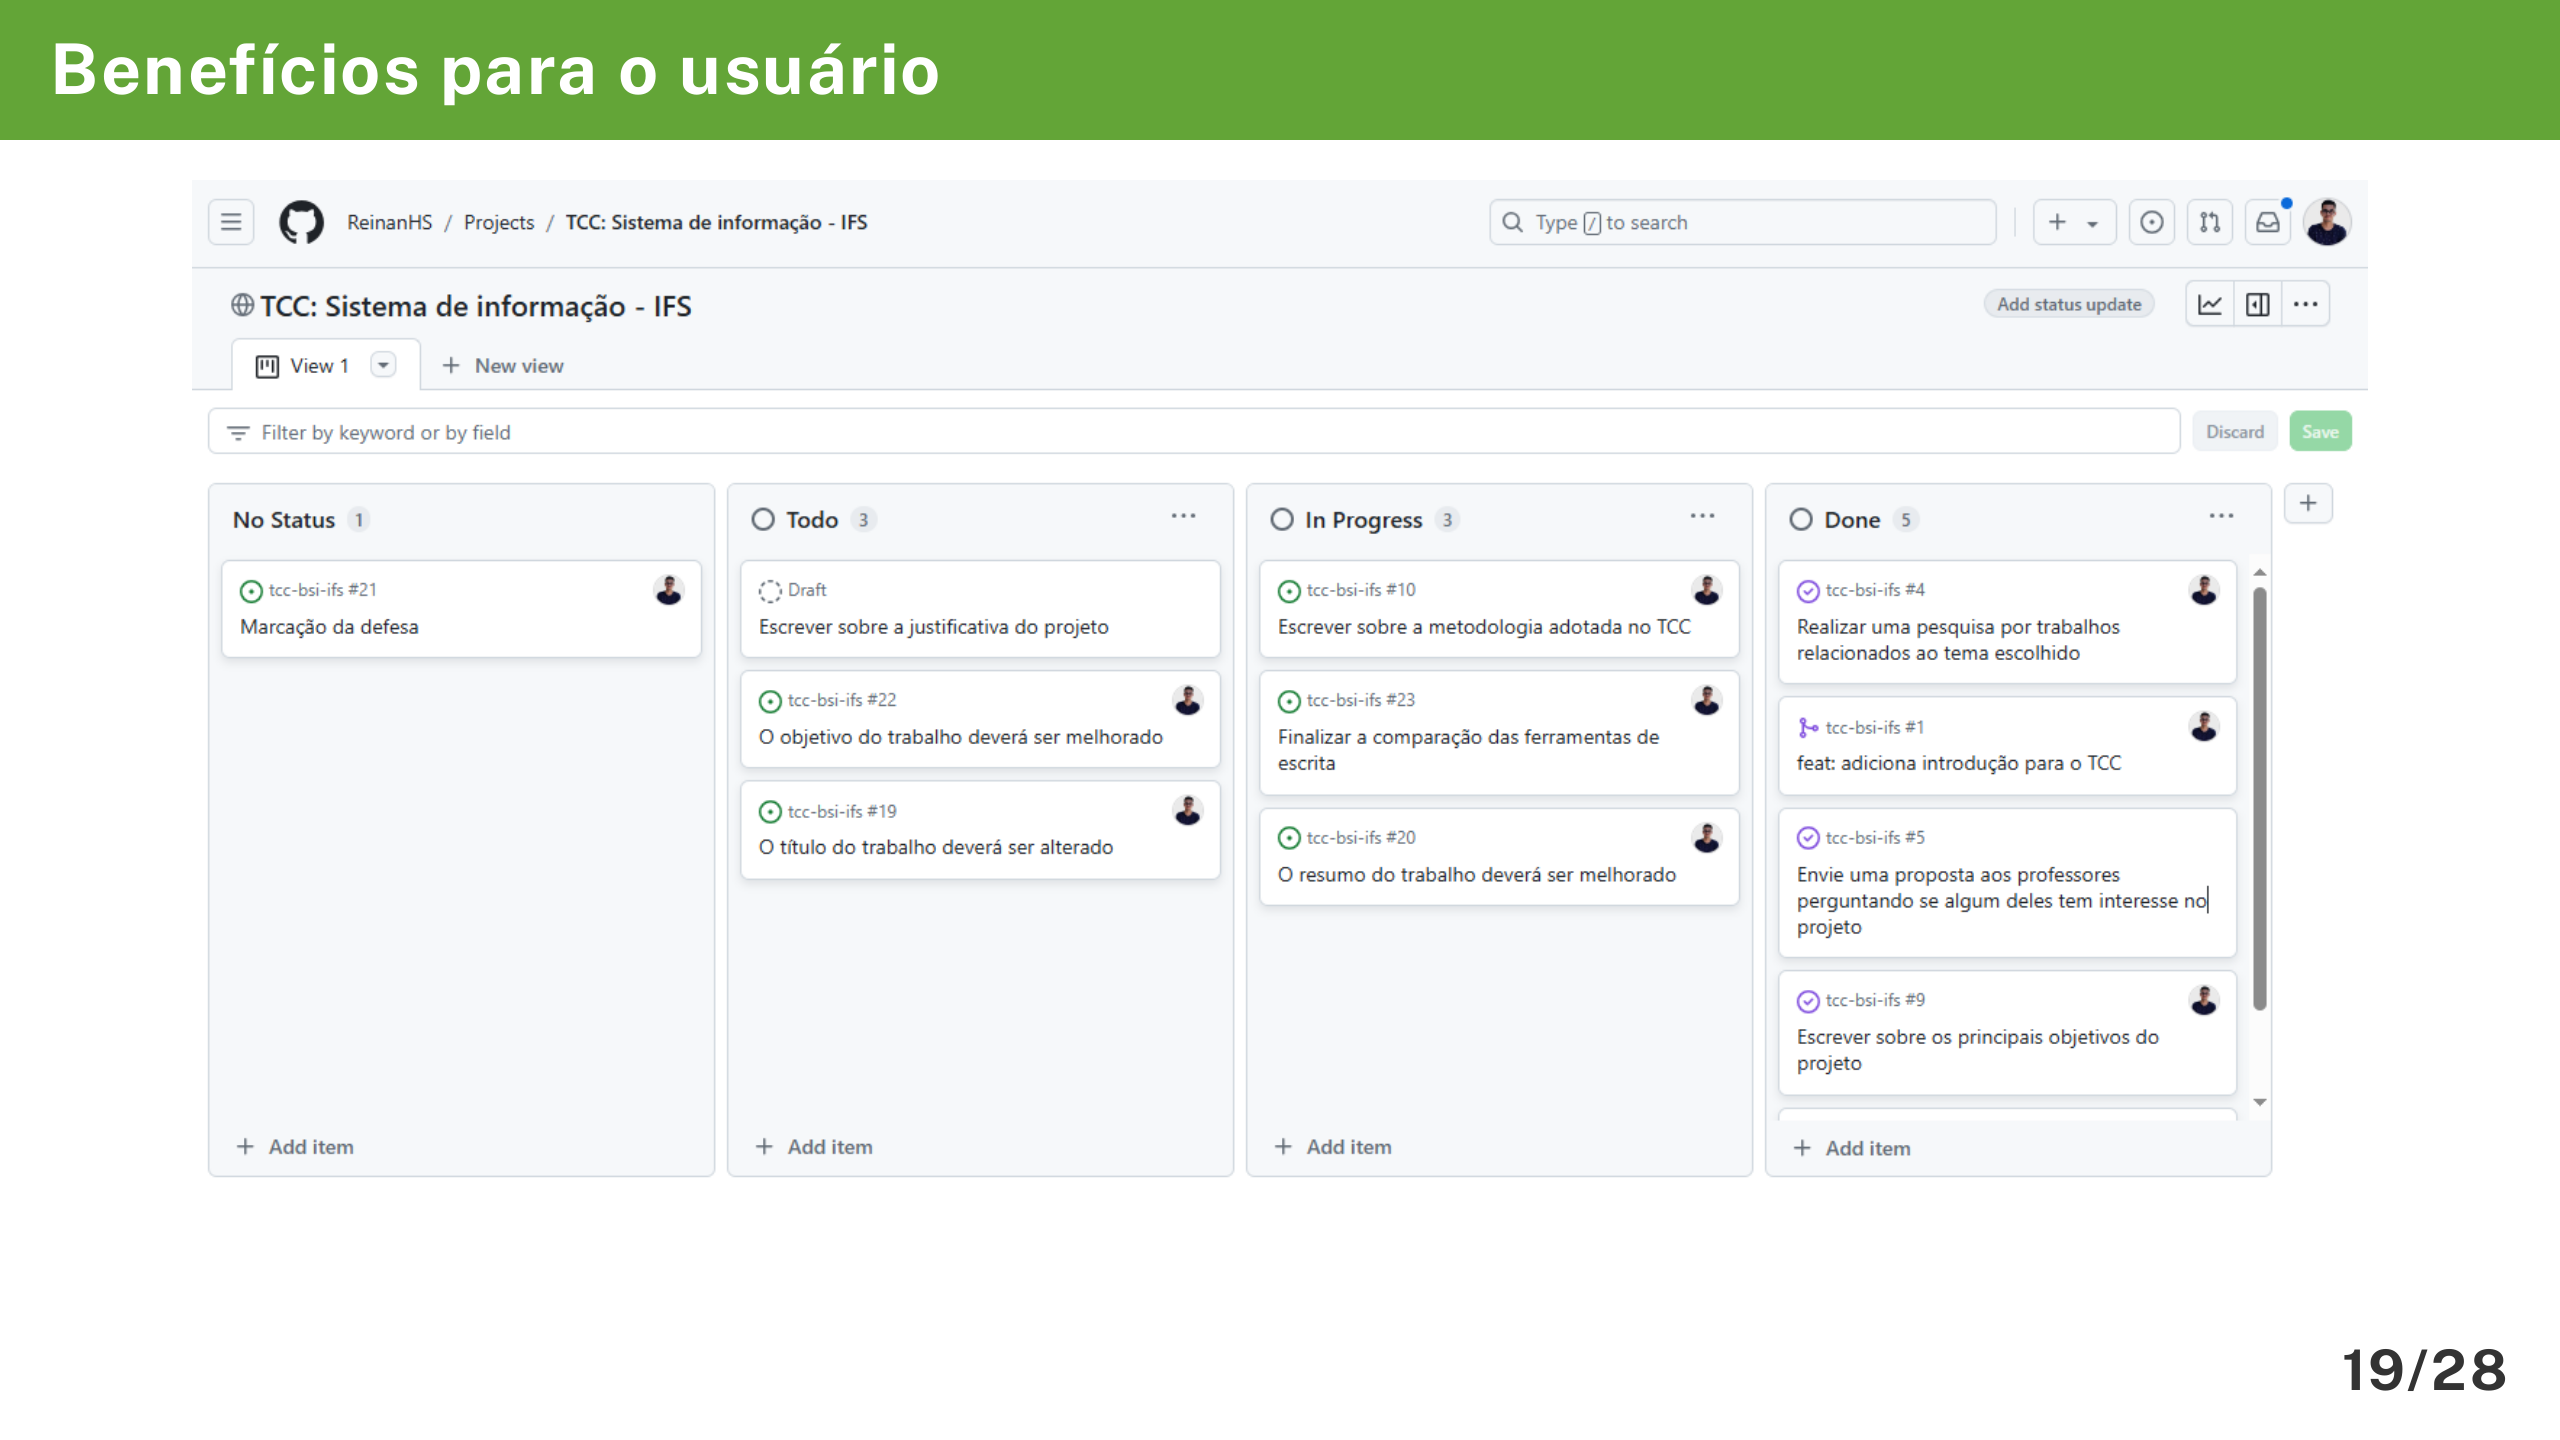 Benefícios para o usuário
ReinanHS / Projects / TCC: Sistema de informação - IFS
Type / to search
TCC: Sistema de informação - IFS
Add status update
View 1
New view
Filter by keyword or by field
Discard
Save
No Status 1
tcc-bsi-ifs #21
Marcação da defesa
Add item
Todo 3
Draft
Escrever sobre a justificativa do projeto
tcc-bsi-ifs #22
O objetivo do trabalho deverá ser melhorado
tcc-bsi-ifs #19
O título do trabalho deverá ser alterado
Add item
In Progress 3
tcc-bsi-ifs #10
Escrever sobre a metodologia adotada no TCC
tcc-bsi-ifs #23
Finalizar a comparação das ferramentas de
escrita
tcc-bsi-ifs #20
O resumo do trabalho deverá ser melhorado
Add item
Done 5
tcc-bsi-ifs #4
Realizar uma pesquisa por trabalhos
relacionados ao tema escolhido
tcc-bsi-ifs #1
feat: adiciona introdução para o TCC
tcc-bsi-ifs #5
Envie uma proposta aos professores
perguntando se algum deles tem interesse no
projeto
tcc-bsi-ifs #9
Escrever sobre os principais objetivos do
projeto
Add item
19/28